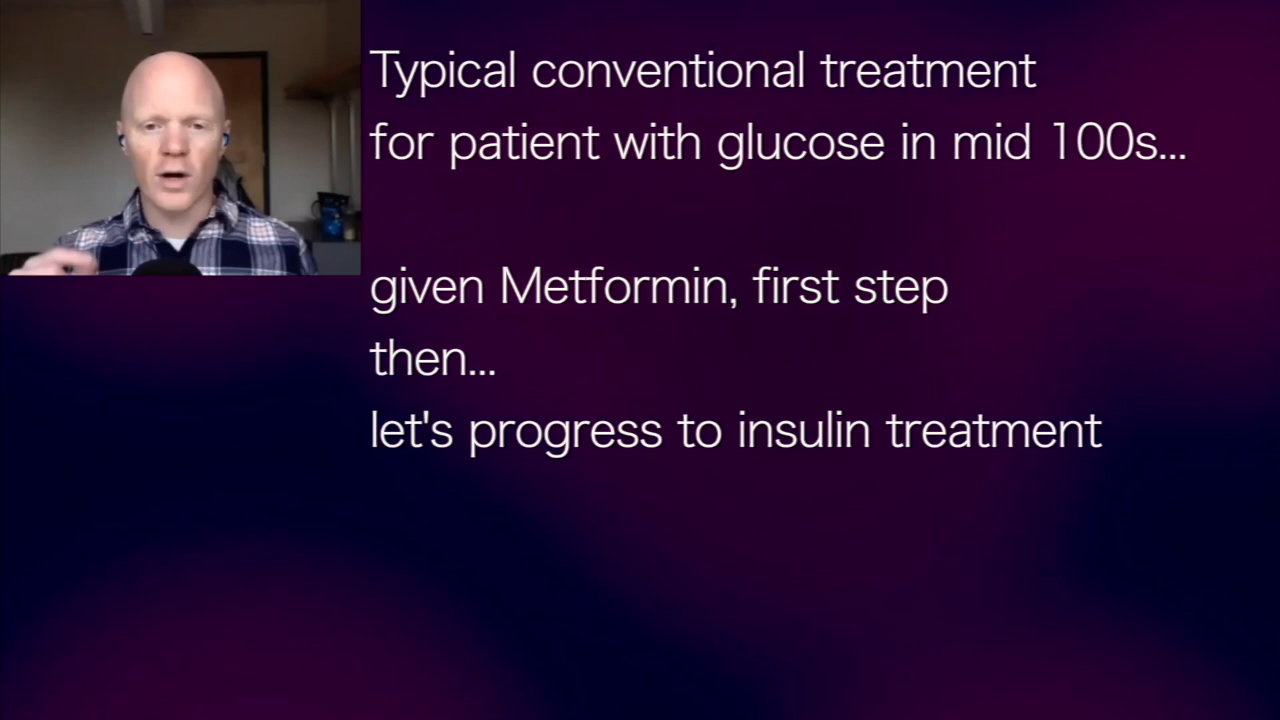 Typical conventional treatment
for patient with glucose in mid 100s...
given Metformin, first step
then...
let's progress to insulin treatment